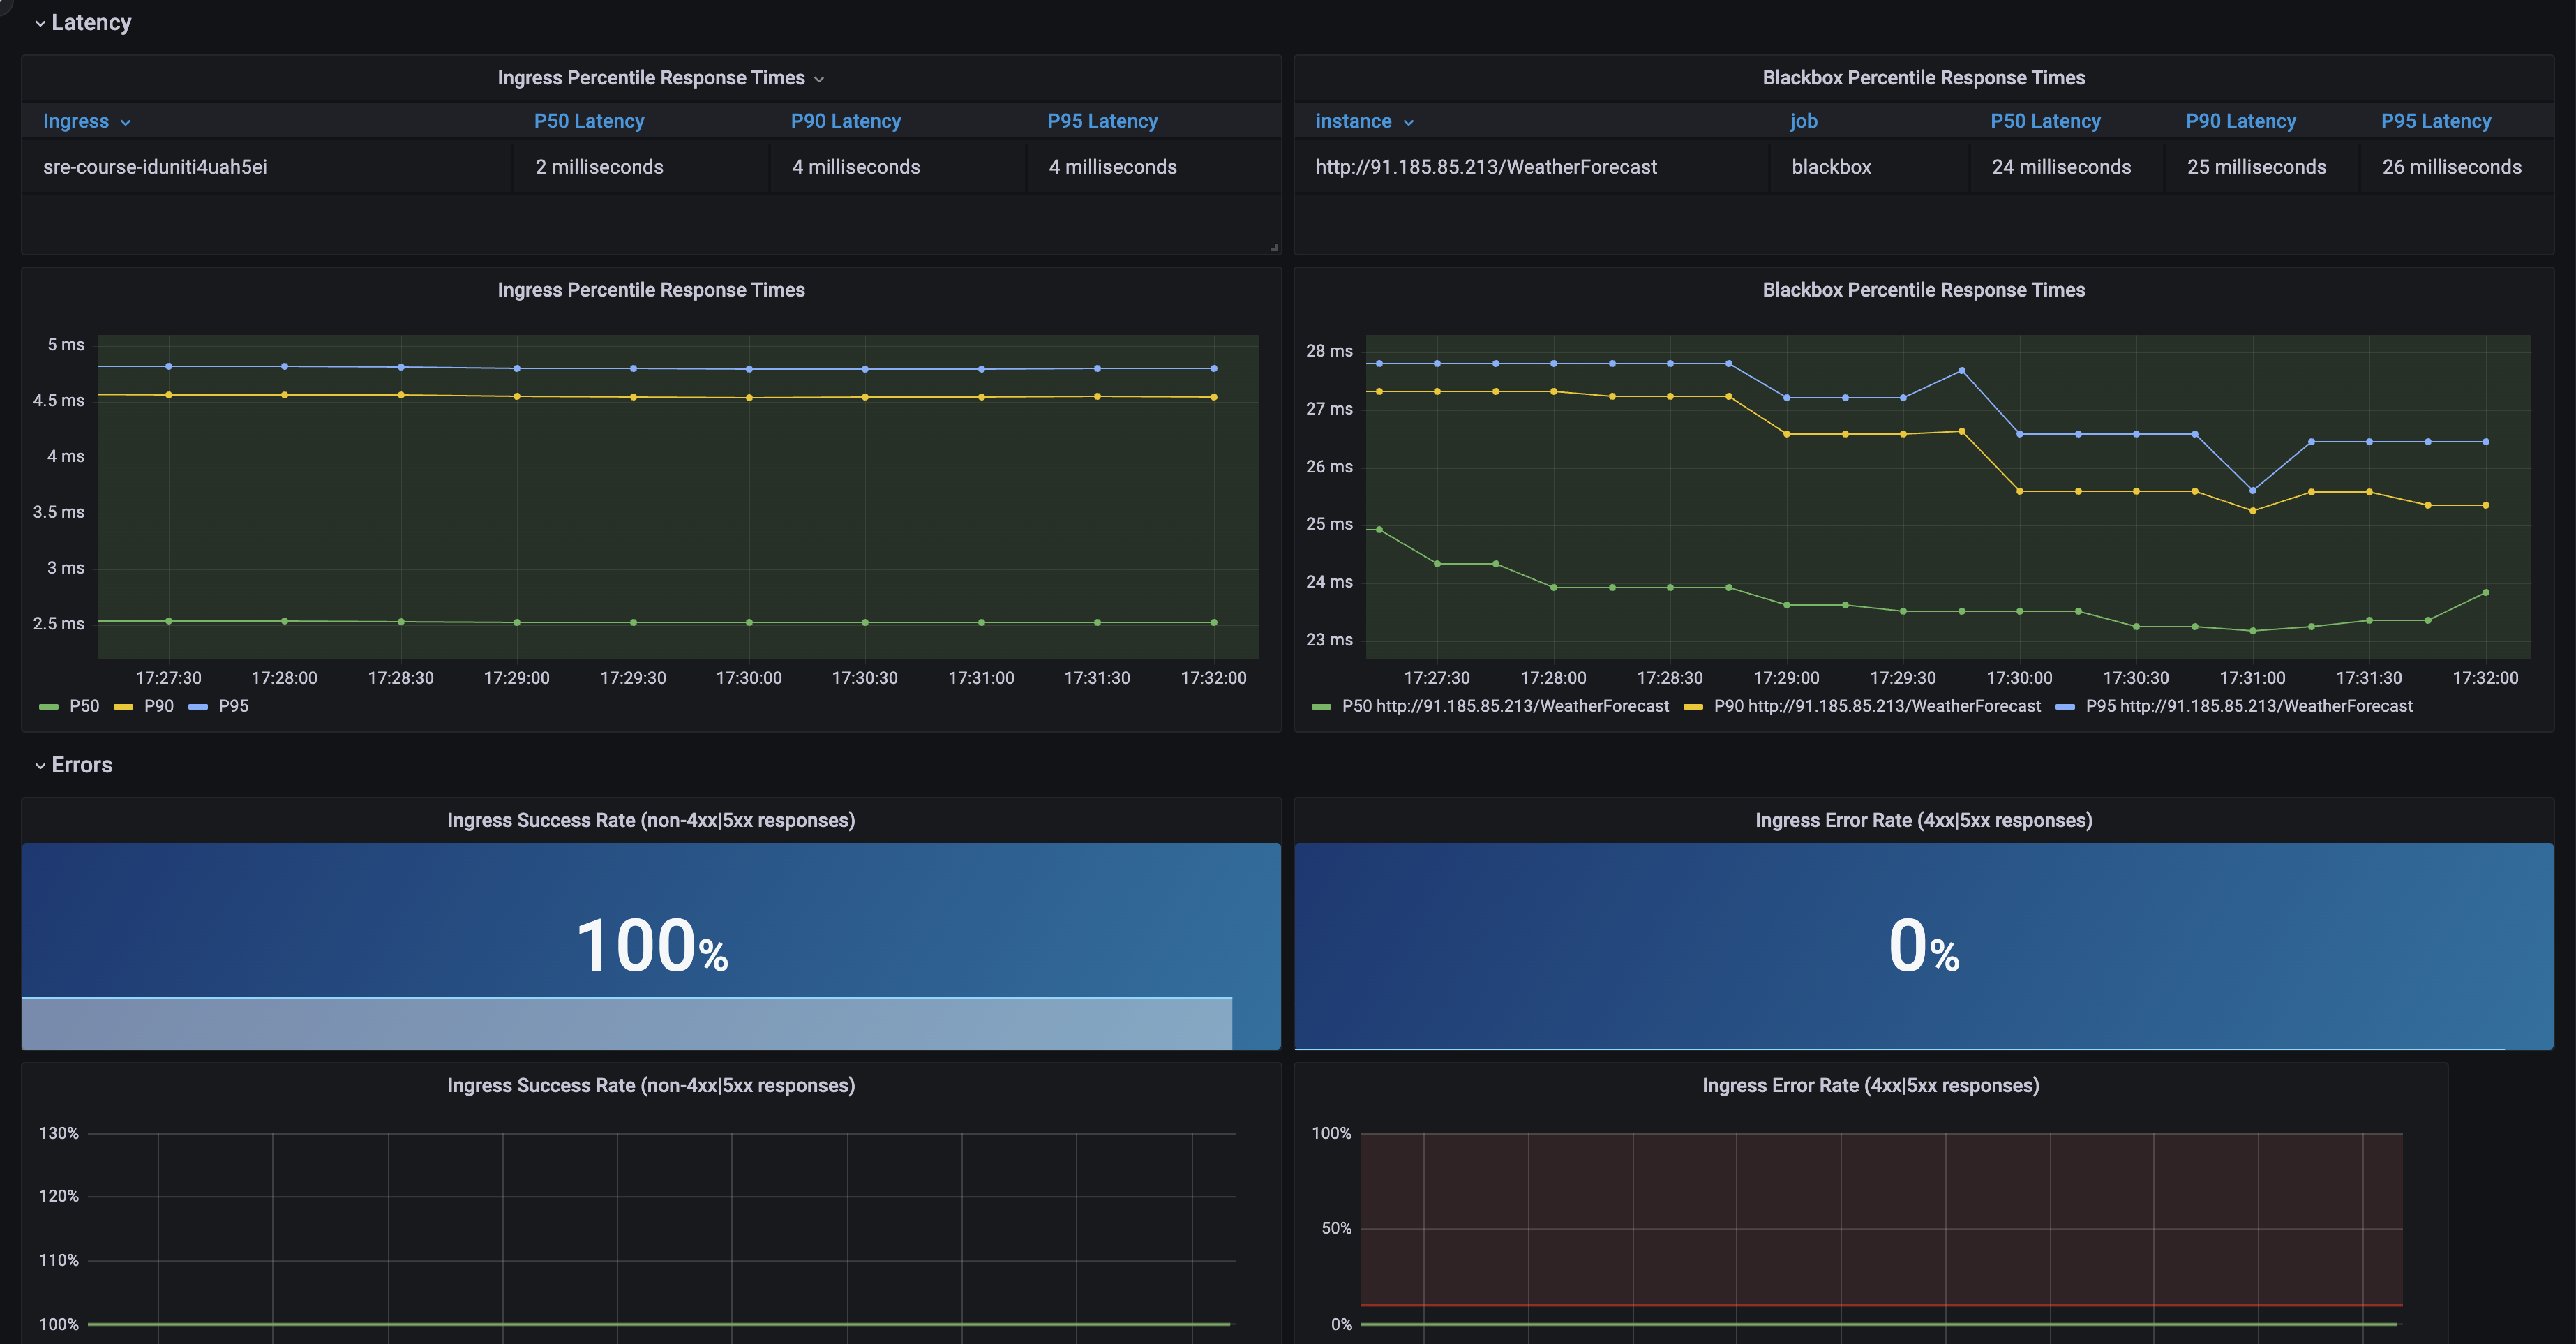 Latency
Ingress Percentile Response Times
Ingress P50 Latency P90 Latency P95 Latency
sre-course-iduniti4uah5ei 2 milliseconds 4 milliseconds 4 milliseconds
Blackbox Percentile Response Times
instance job P50 Latency P90 Latency P95 Latency
http://91.185.85.213/WeatherForecast blackbox 24 milliseconds 25 milliseconds 26 milliseconds
Ingress Percentile Response Times
5 ms
4.5 ms
4 ms
3.5 ms
3 ms
2.5 ms
17:27:30 17:28:00 17:28:30 17:29:00 17:29:30 17:30:00 17:30:30 17:31:00 17:31:30 17:32:00
P50 P90 P95
Blackbox Percentile Response Times
28 ms
27 ms
26 ms
25 ms
24 ms
23 ms
17:27:30 17:28:00 17:28:30 17:29:00 17:29:30 17:30:00 17:30:30 17:31:00 17:31:30 17:32:00
P50 http://91.185.85.213/WeatherForecast P90 http://91.185.85.213/WeatherForecast P95 http://91.185.85.213/WeatherForecast
Errors
Ingress Success Rate (non-4xx|5xx responses)
100%
Ingress Error Rate (4xx|5xx responses)
0%
Ingress Success Rate (non-4xx|5xx responses)
130%
120%
110%
100%
Ingress Error Rate (4xx|5xx responses)
100%
50%
0%